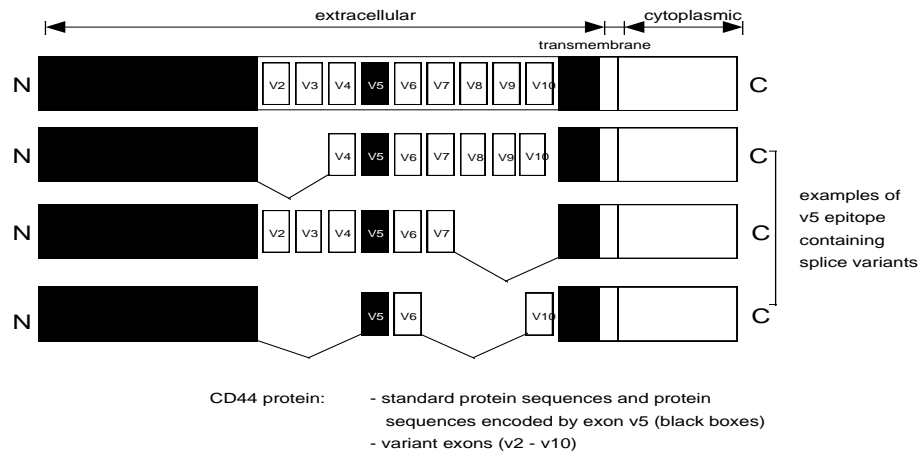 extracellular cytoplasmic
transmembrane
N V2 V3 V4 V5 V6 V7 V8 V9 V10 C
N V4 V5 V6 V7 V8 V9 V10 C
N V2 V3 V4 V5 V6 V7 C
N V5 V6 V10 C
examples of
v5 epitope
containing
splice variants
CD44 protein: - standard protein sequences and protein
sequences encoded by exon v5 (black boxes)
- variant exons (v2 - v10)